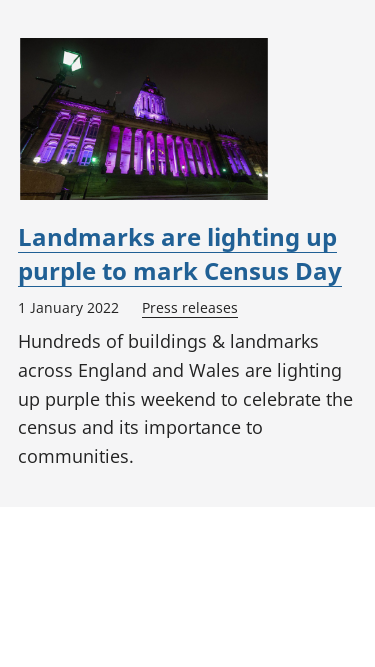 Landmarks are lighting up
purple to mark Census Day
1 January 2022 Press releases
Hundreds of buildings & landmarks
across England and Wales are lighting
up purple this weekend to celebrate the
census and its importance to
communities.